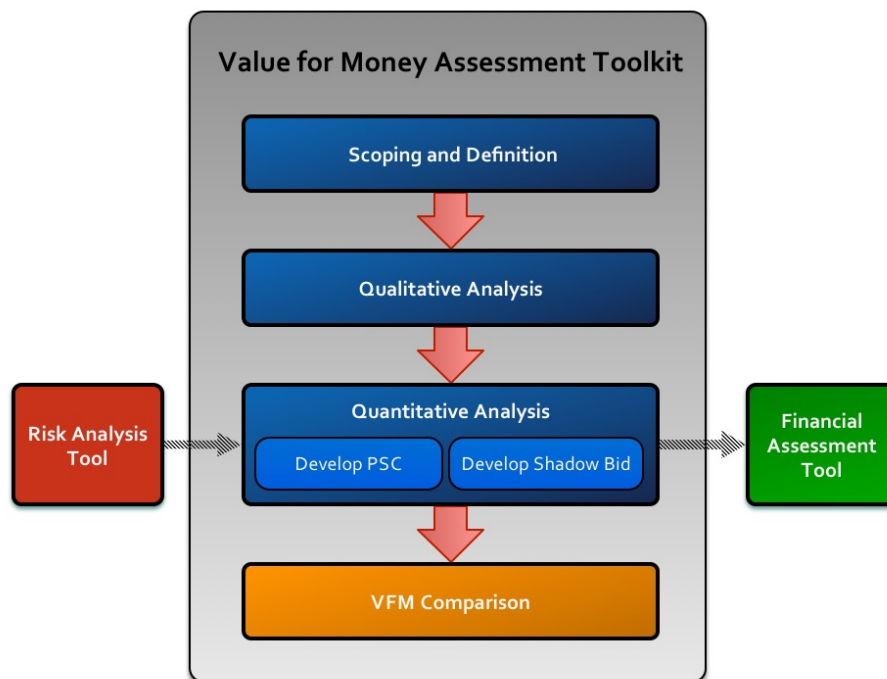 Value for Money Assessment Toolkit
Scoping and Definition
Qualitative Analysis
Quantitative Analysis
Develop PSC
Develop Shadow Bid
Risk Analysis
Tool
Financial
Assessment
Tool
VFM Comparison